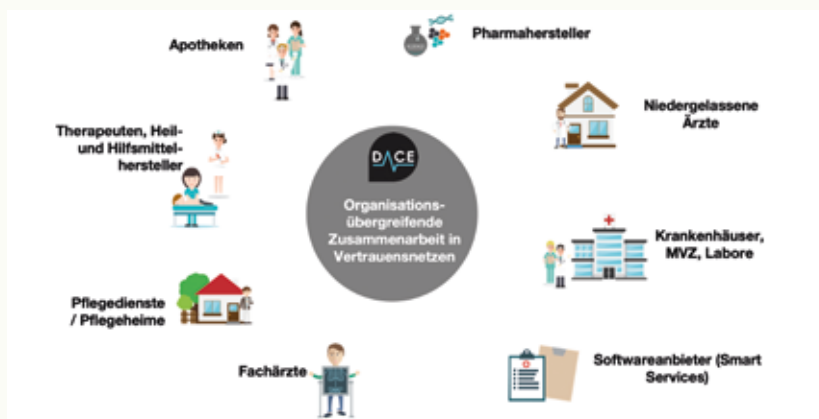 Apotheken
Pharmahersteller
Niedergelassene
Ärzte
Therapeuten, Heil-
und Hilfsmittel-
hersteller
DACE
Organisations-
übergreifende
Zusammenarbeit in
Vertrauensnetzen
Krankenhäuser,
MVZ, Labore
Pflegedienste
/ Pflegeheime
Fachärzte
Softwareanbieter (Smart
Services)